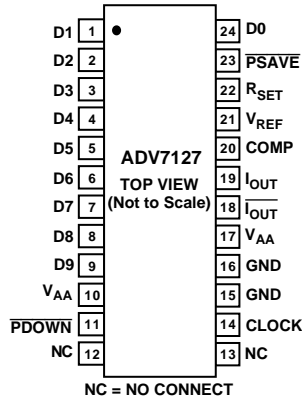 D1 1 24 D0
D2 2 23 PSAVE
D3 3 22 RSET
D4 4 21 VREF
D5 5 20 COMP
ADV7127
D6 6 19 IOUT
TOP VIEW
D7 7 (Not to Scale) 18 IOUT
D8 8 17 VAA
D9 9 16 GND
VAA 10 15 GND
PDOWN 11 14 CLOCK
NC 12 13 NC
NC = NO CONNECT